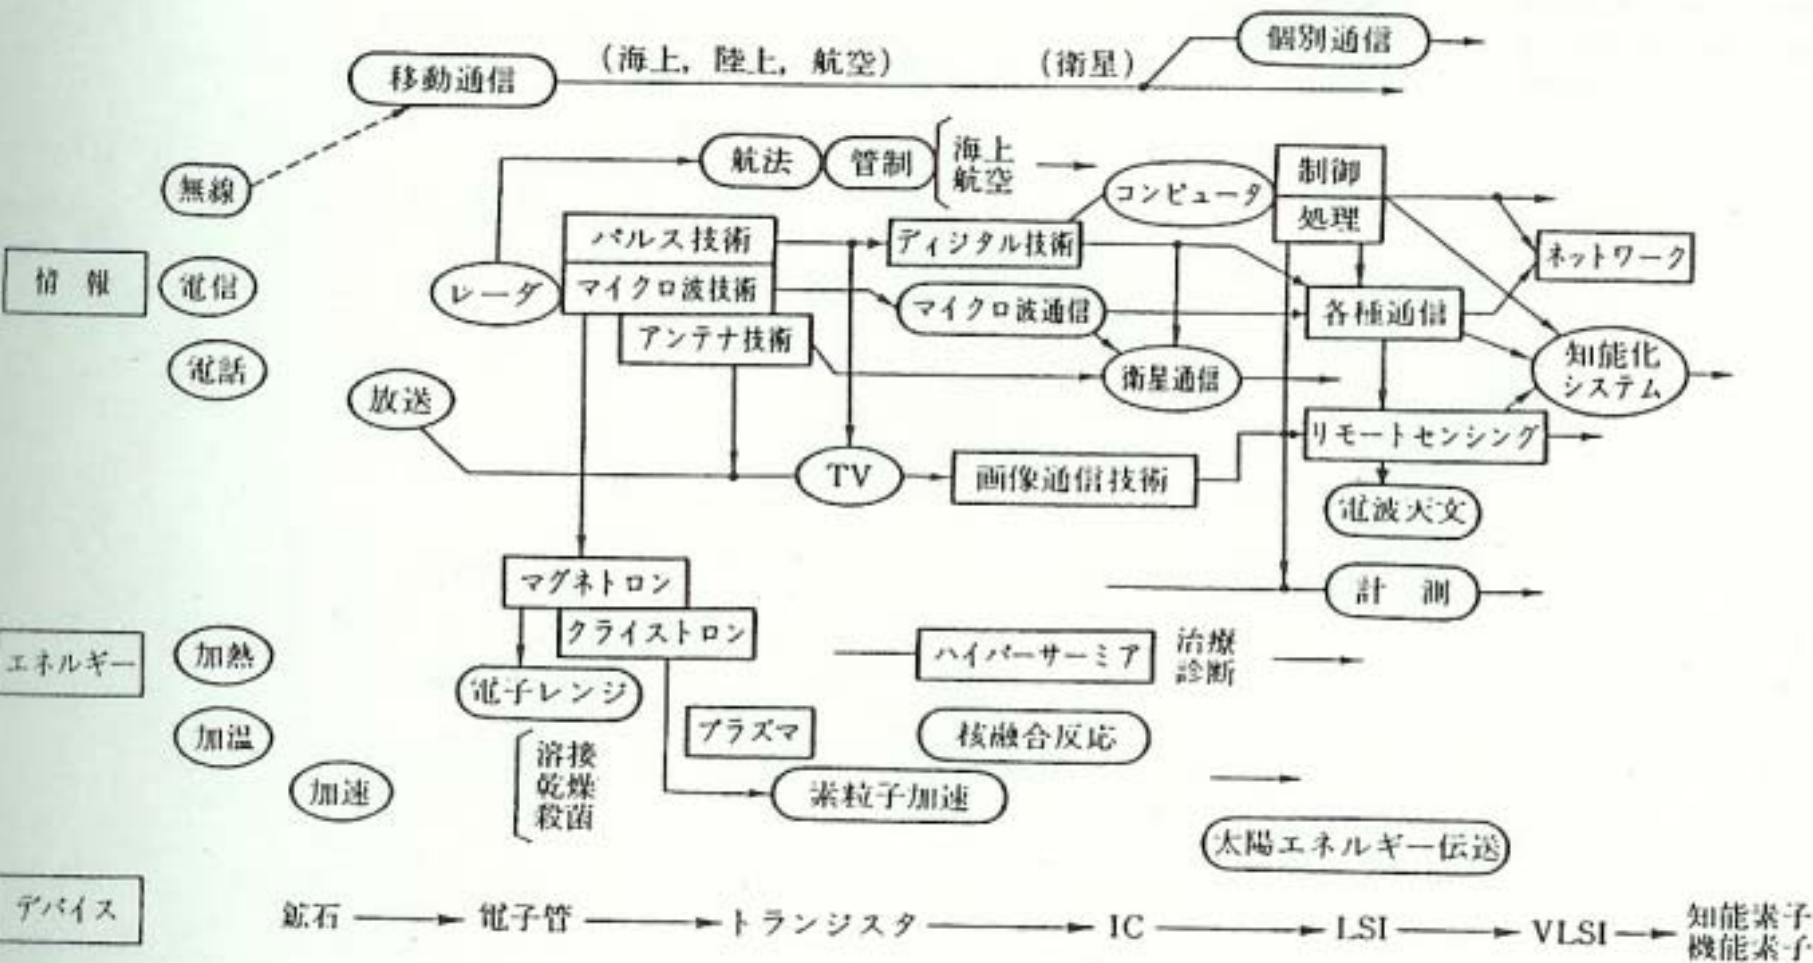 個別通信
(海上, 陸上, 航空)
(衛星)
移動通信
無線
航法
管制
海上
航空
コンピュータ
制御
処理
情 報
電信
電話
レーダ
パルス技術
マイクロ波技術
アンテナ技術
ディジタル技術
マイクロ波通信
衛星通信
各種通信
ネットワーク
知能化
システム
放送
TV
画像通信技術
リモートセンシング
電波天文
計 測
マグネトロン
クライストロン
エネルギー
加熱
加温
加速
電子レンジ
溶接
乾燥
殺菌
プラズマ
素粒子加速
ハイパーサーミア
治療
診断
核融合反応
太陽エネルギー伝送
デバイス
鉱石
電子管
トランジスタ
IC
LSI
VLSI
知能素子
機能素子